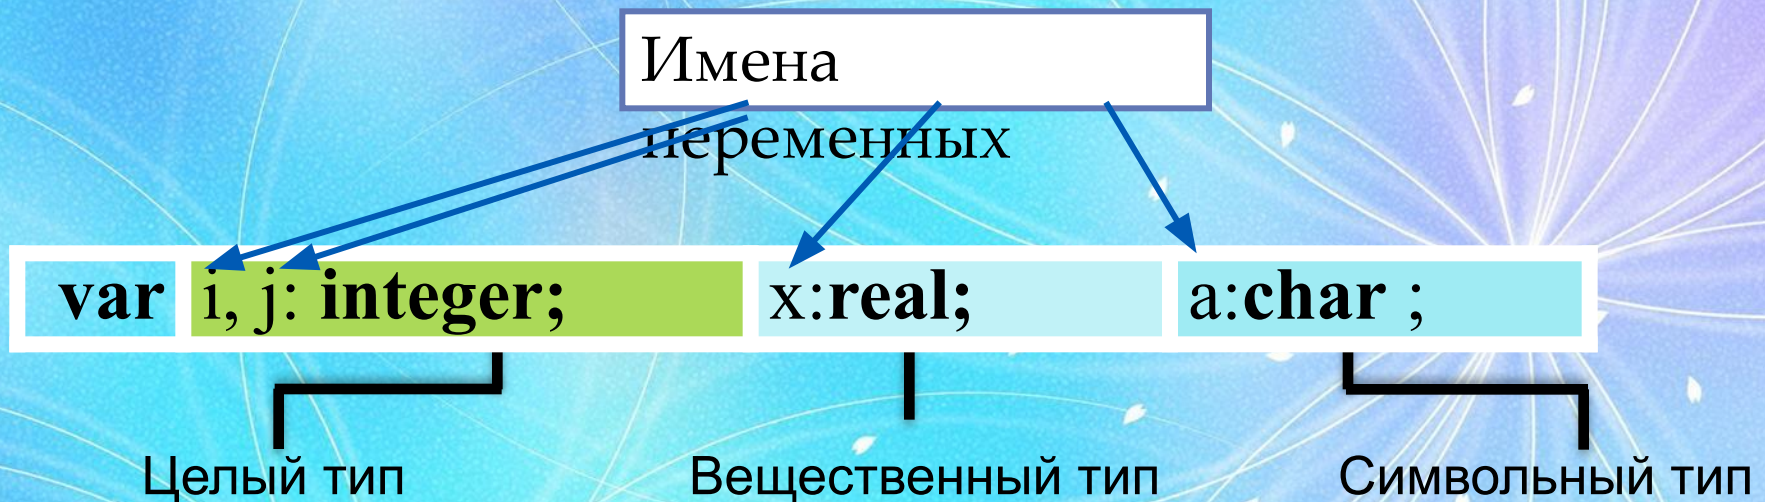 Имена
переменных
var i, j: integer; x:real; a:char ;
Целый тип Вещественный тип Символьный тип